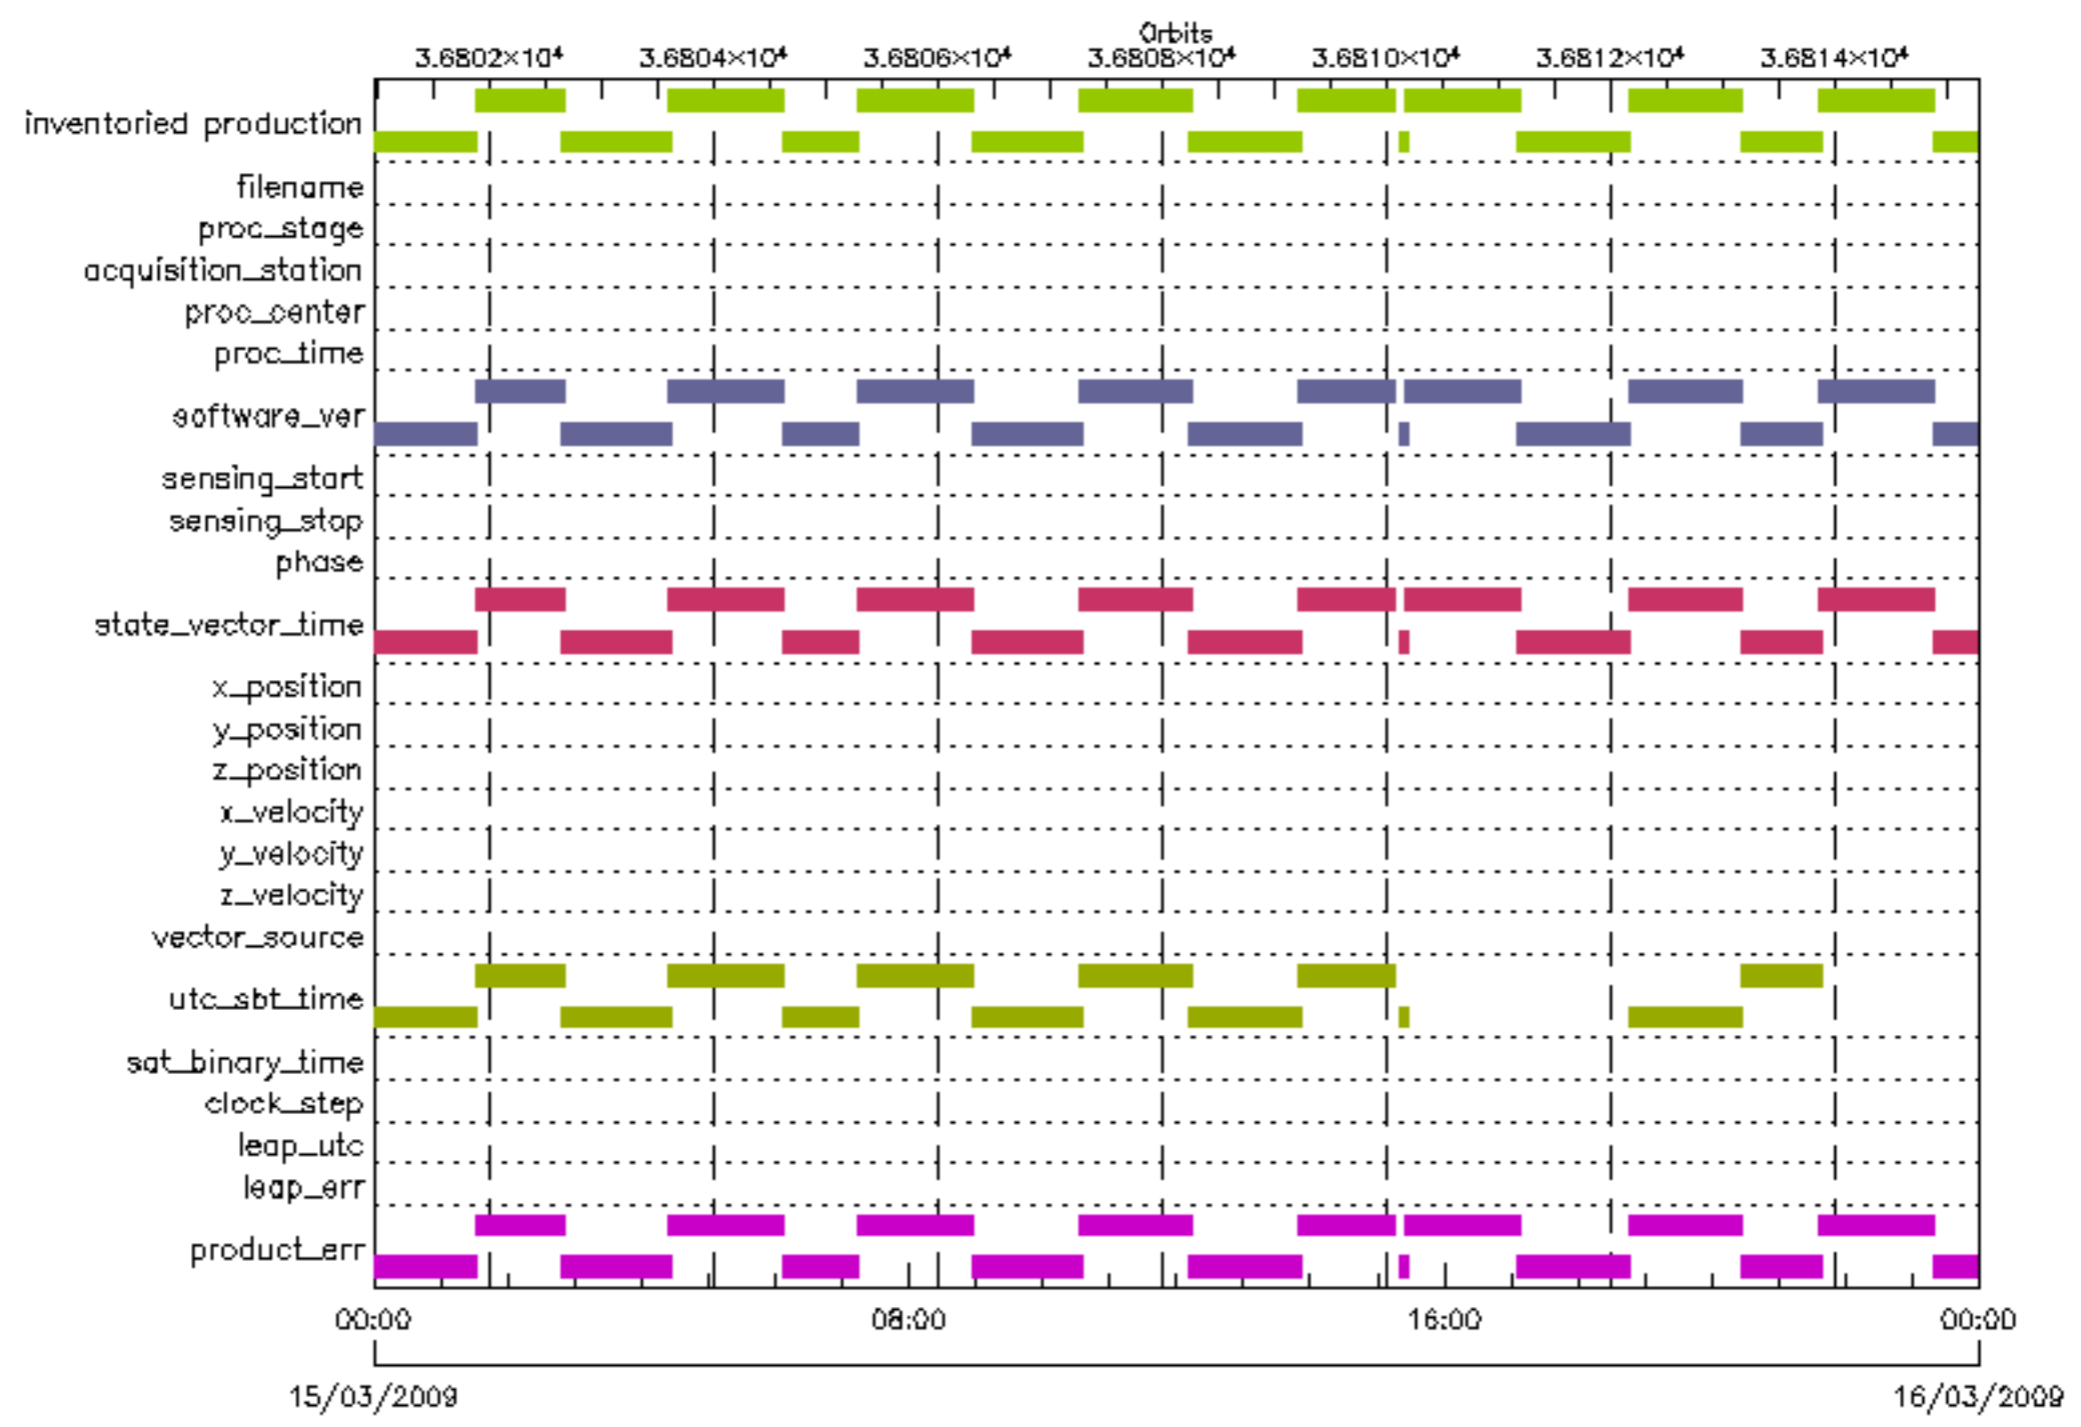 Orbits
3.6802×10⁴ 3.6804×10⁴ 3.6806×10⁴ 3.6808×10⁴ 3.6810×10⁴ 3.6812×10⁴ 3.6814×10⁴
inventoried production
filename
proc_stage
acquisition_station
proc_center
proc_time
software_ver
sensing_start
sensing_stop
phase
state_vector_time
x_position
y_position
z_position
x_velocity
y_velocity
z_velocity
vector_source
utc_sbt_time
sat_binary_time
clock_step
leap_utc
leap_err
product_err
00:00 08:00 16:00 00:00
15/03/2009 16/03/2009